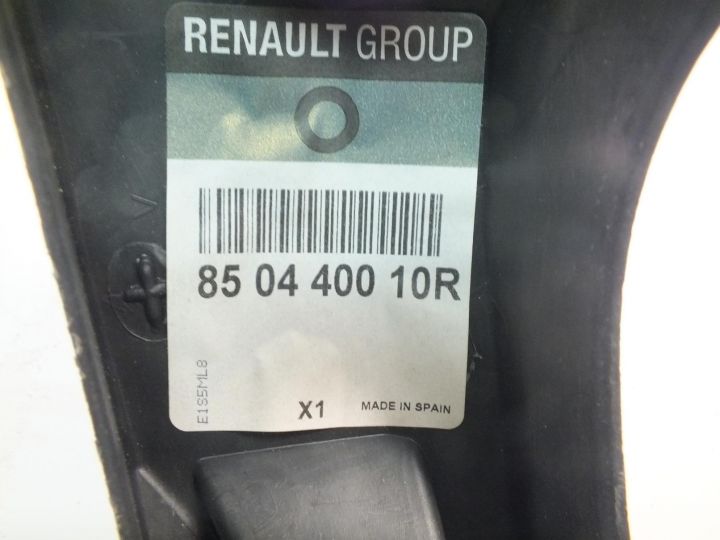 RENAULT GROUP
85 04 400 10R
E1S5ML8
X1 MADE IN SPAIN